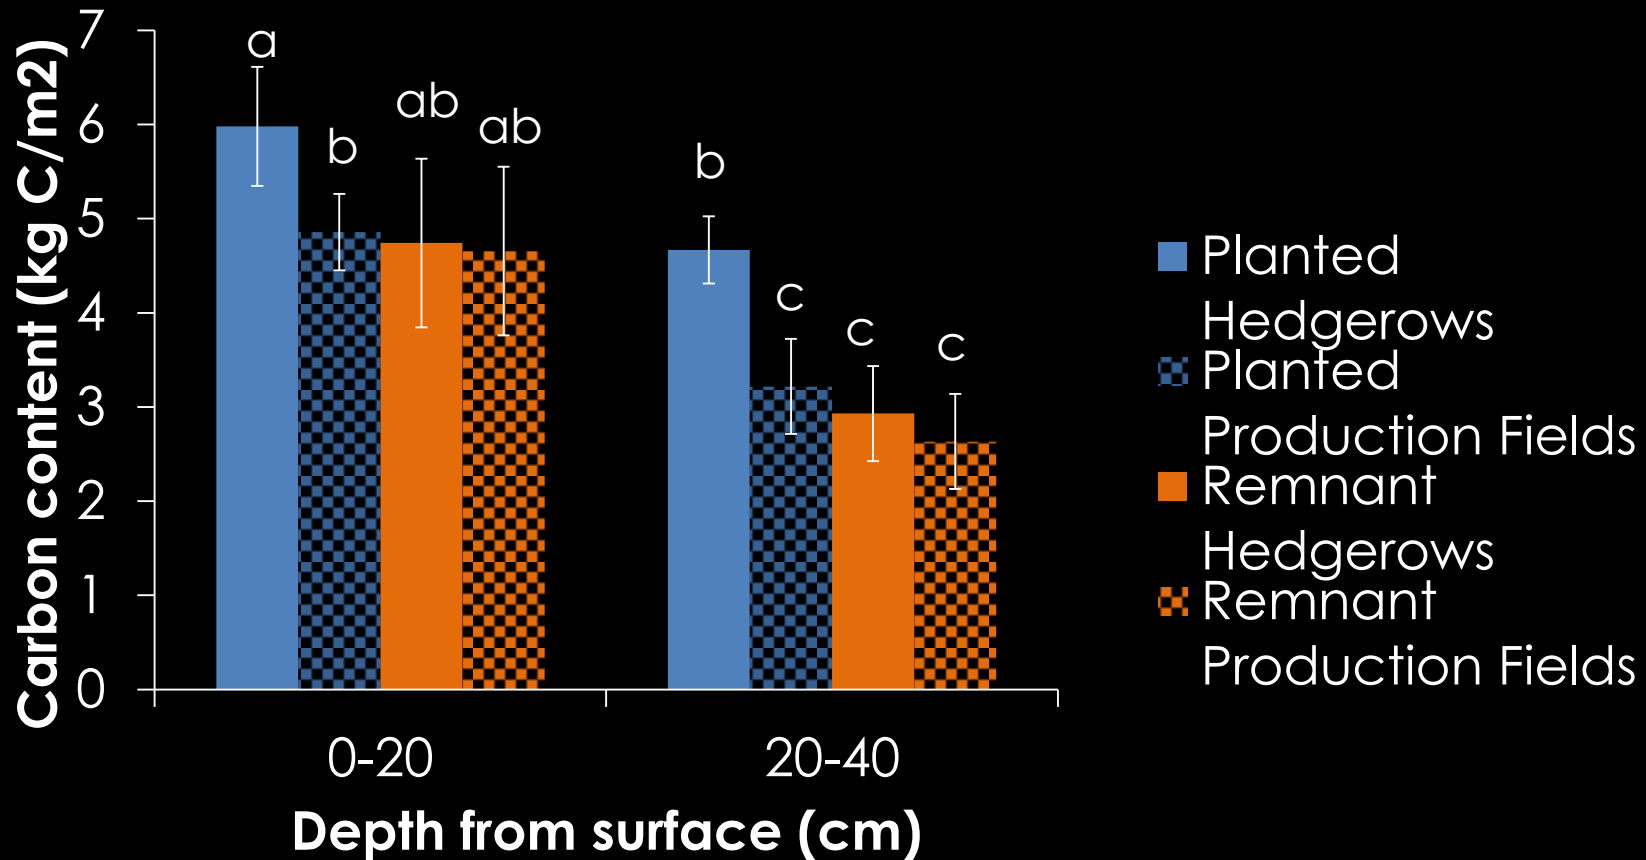 Carbon content (kg C/m2)
7
6
5
4
3
2
1
0
a
b
ab
ab
b
c
c
c
0-20
20-40
Depth from surface (cm)
Planted
Hedgerows
Planted
Production Fields
Remnant
Hedgerows
Remnant
Production Fields